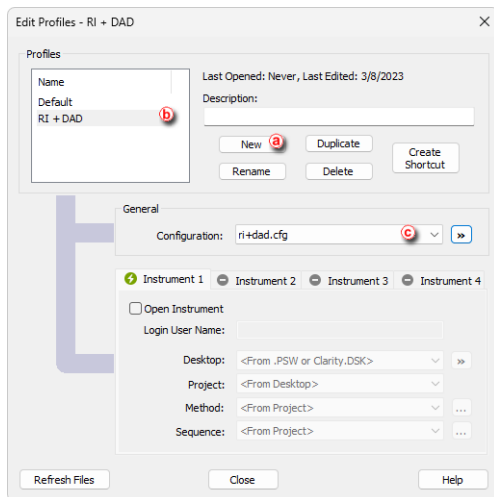 Edit Profiles - RI + DAD
Profiles
Name
Default
RI + DAD
b
Last Opened: Never, Last Edited: 3/8/2023
Description:
New
a
Duplicate
Create Shortcut
Rename
Delete
General
Configuration:
ri+dad.cfg
c
»
Instrument 1
Instrument 2
Instrument 3
Instrument 4
Open Instrument
Login User Name:
Desktop:
<From .PSW or Clarity.DSK>
»
Project:
<From Desktop>
Method:
<From Project>
...
Sequence:
<From Project>
...
Refresh Files
Close
Help